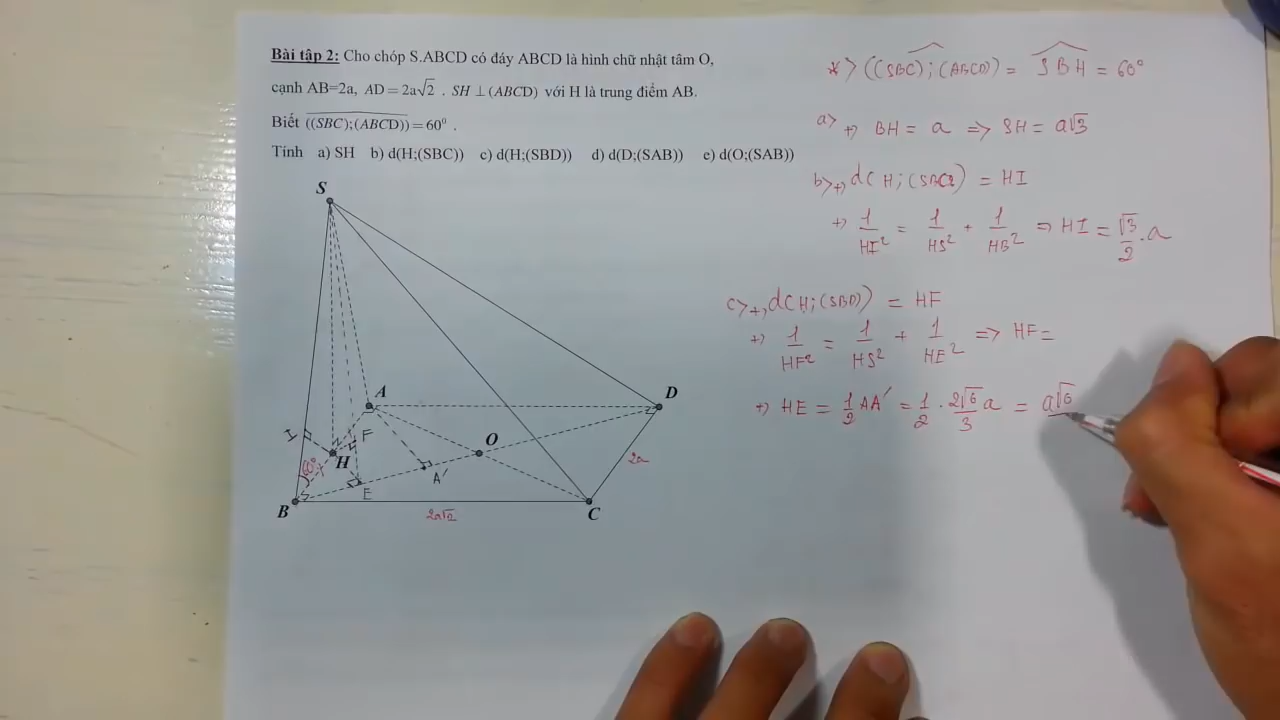 Bài tập 2: Cho chóp S.ABCD có đáy ABCD là hình chữ nhật tâm O,
cạnh AB=2a, AD = 2a√2 . SH ⊥ (ABCD) với H là trung điểm AB.
Biết ((SBC);(ABCD)) = 60⁰ .
Tính a) SH b) d(H;(SBC)) c) d(H;(SBD)) d) d(D;(SAB)) e) d(O;(SAB))
*> ((SBC);(ABCD)) = SBH = 60°
a> +) BH = a => SH = a√3
b> +) d(H;(SBC)) = HI
+) 1/HI² = 1/HS² + 1/HB² => HI = √3/2 . a
c> +) d(H;(SBD)) = HF
+) 1/HF² = 1/HS² + 1/HE² => HF =
+) HE = 1/2 AA' = 1/2 . 2√6/3 a = a√6
S
A
D
I
F
O
H
60°
2a
E
A'
B
C
2a√2